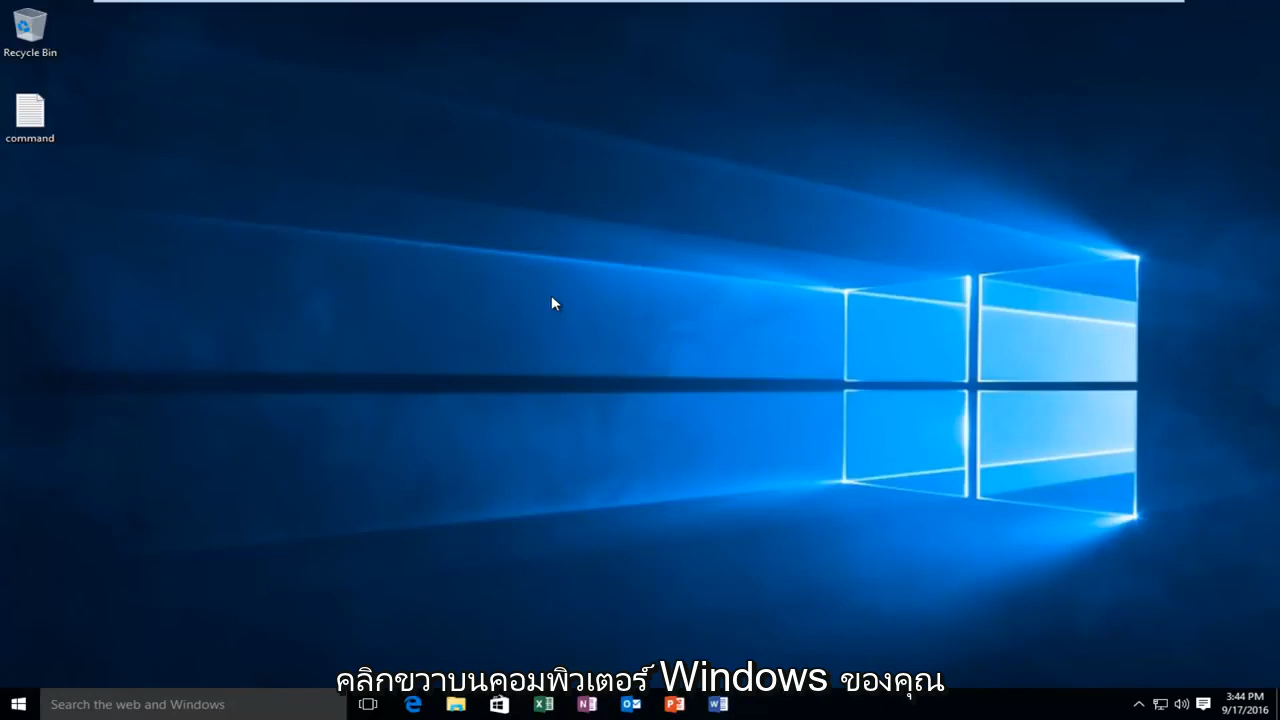 Recycle Bin
command
คลิกขวาบนคอมพิวเตอร์ Windows ของคุณ
Search the web and Windows
3:44 PM
9/17/2016